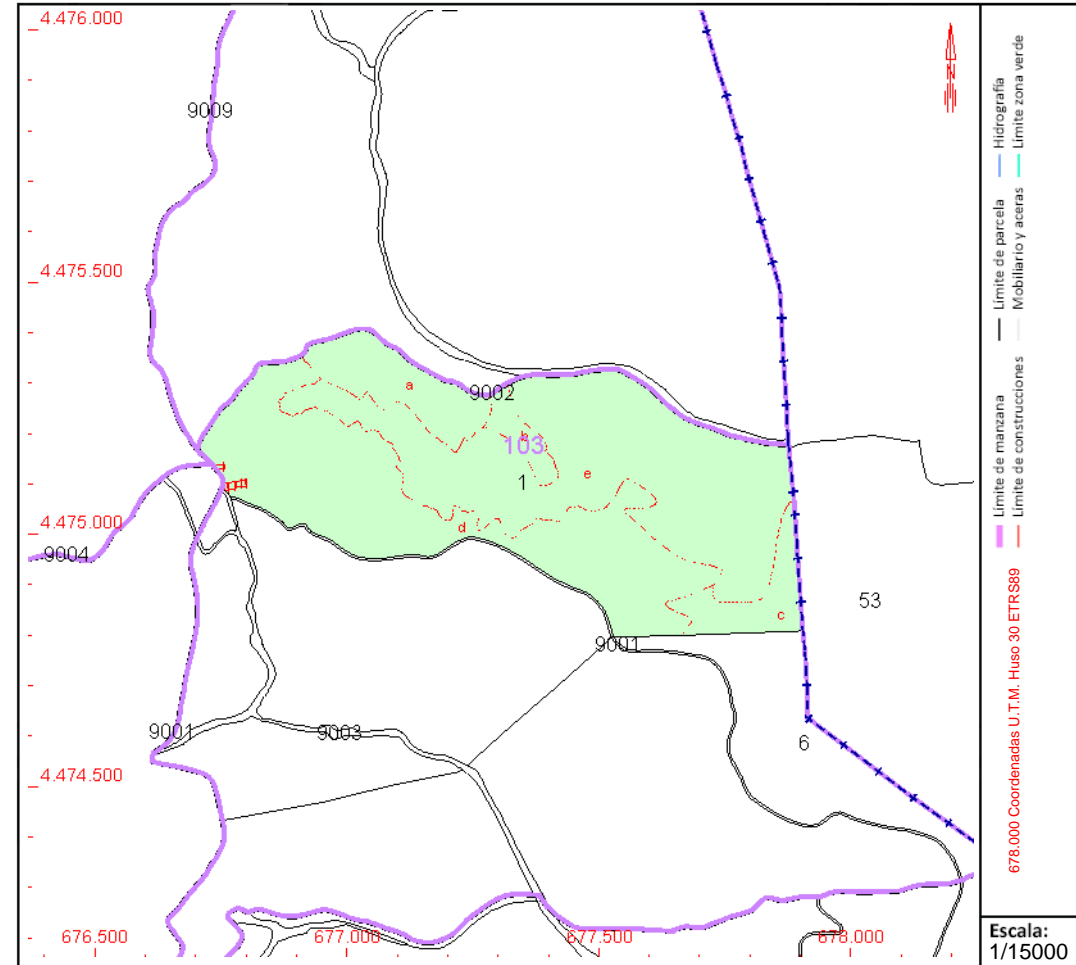 4.476.000
9009
4.475.500
a
9002
b
103
e
1
4.475.000
d
9004
53
c
9001
9001
9003
6
4.474.500
676.500
677.000
677.500
678.000
N
Límite de manzana
Límite de parcela
Hidrografía
Límite de construcciones
Mobiliario y aceras
Límite zona verde
678.000 Coordenadas U.T.M. Huso 30 ETRS89
Escala:
1/15000